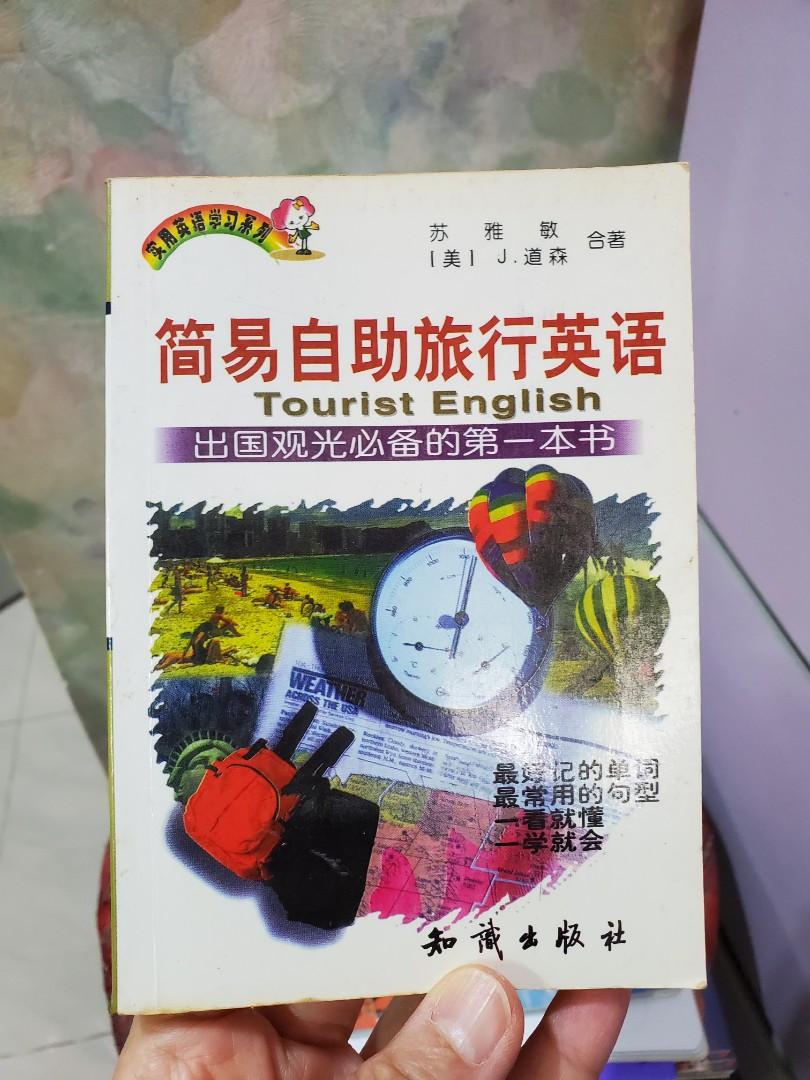 实用英语学习系列
苏雅敏
[美] J.道森 合著
简易自助旅行英语
Tourist English
出国观光必备的第一本书
WEATHER
ACROSS THE USA
最好记的单词
最常用的句型
一看就懂
一学就会
知识出版社